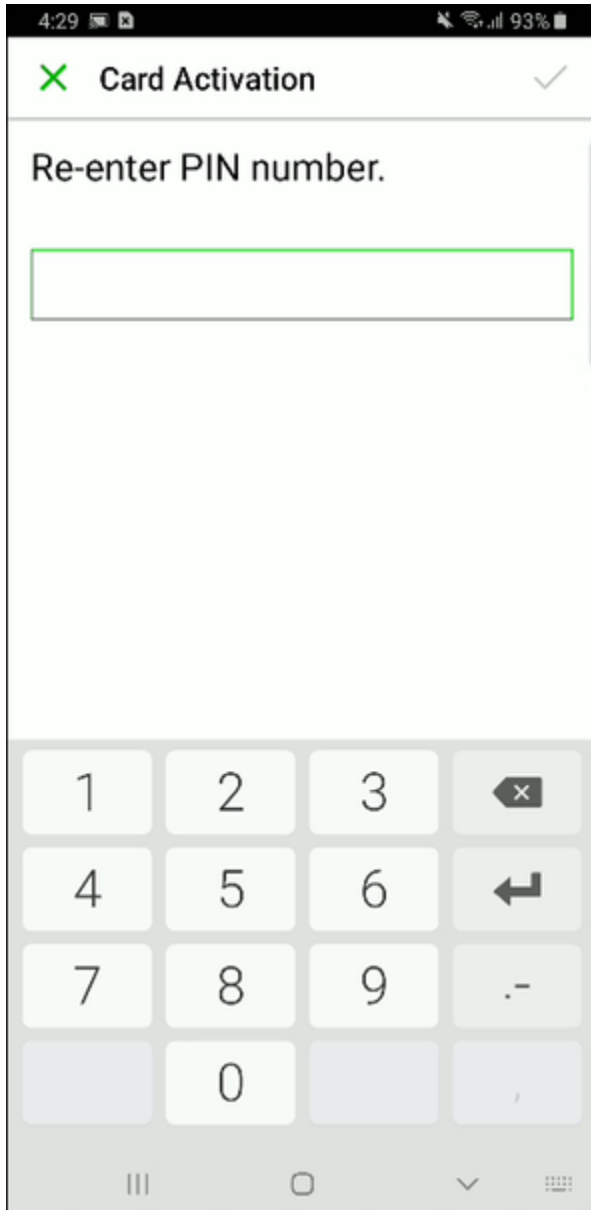 4:29 93%
Card Activation
Re-enter PIN number.
1 2 3
4 5 6
7 8 9 .-
0 ,